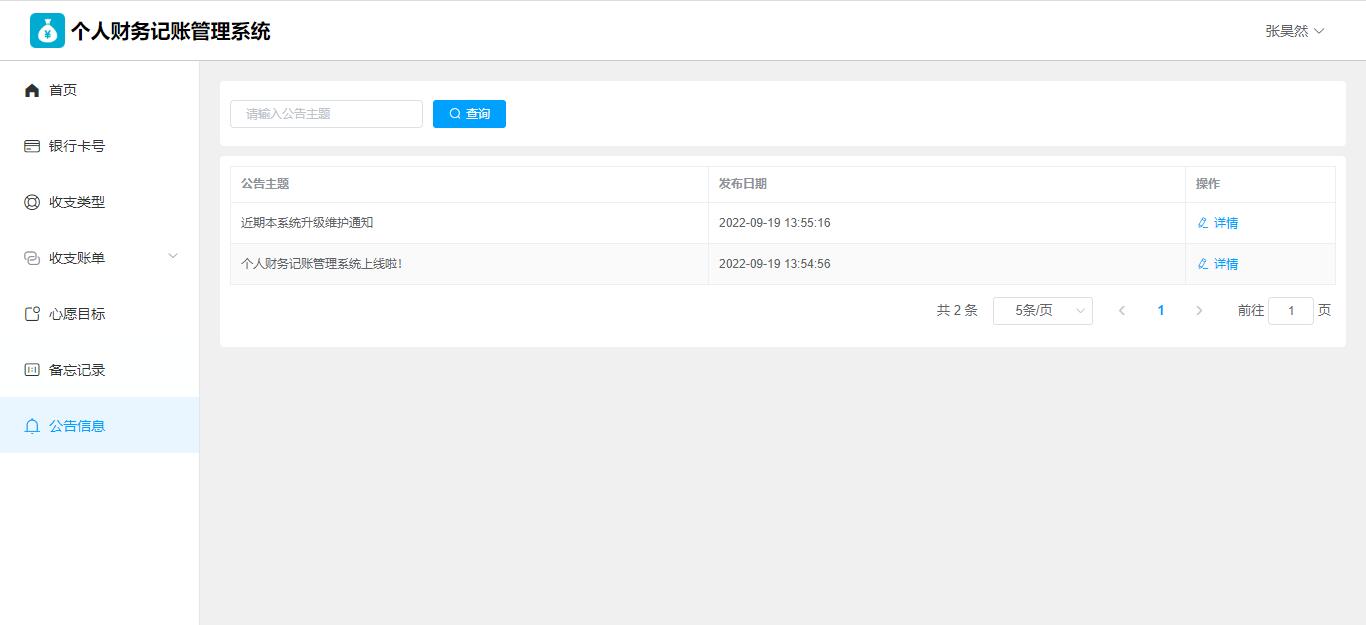 个人财务记账管理系统
张昊然
首页
银行卡号
收支类型
收支账单
心愿目标
备忘记录
公告信息
请输入公告主题
查询
公告主题 发布日期 操作
近期本系统升级维护通知 2022-09-19 13:55:16 详情
个人财务记账管理系统上线啦! 2022-09-19 13:54:56 详情
共 2 条 5条/页 1 前往 1 页